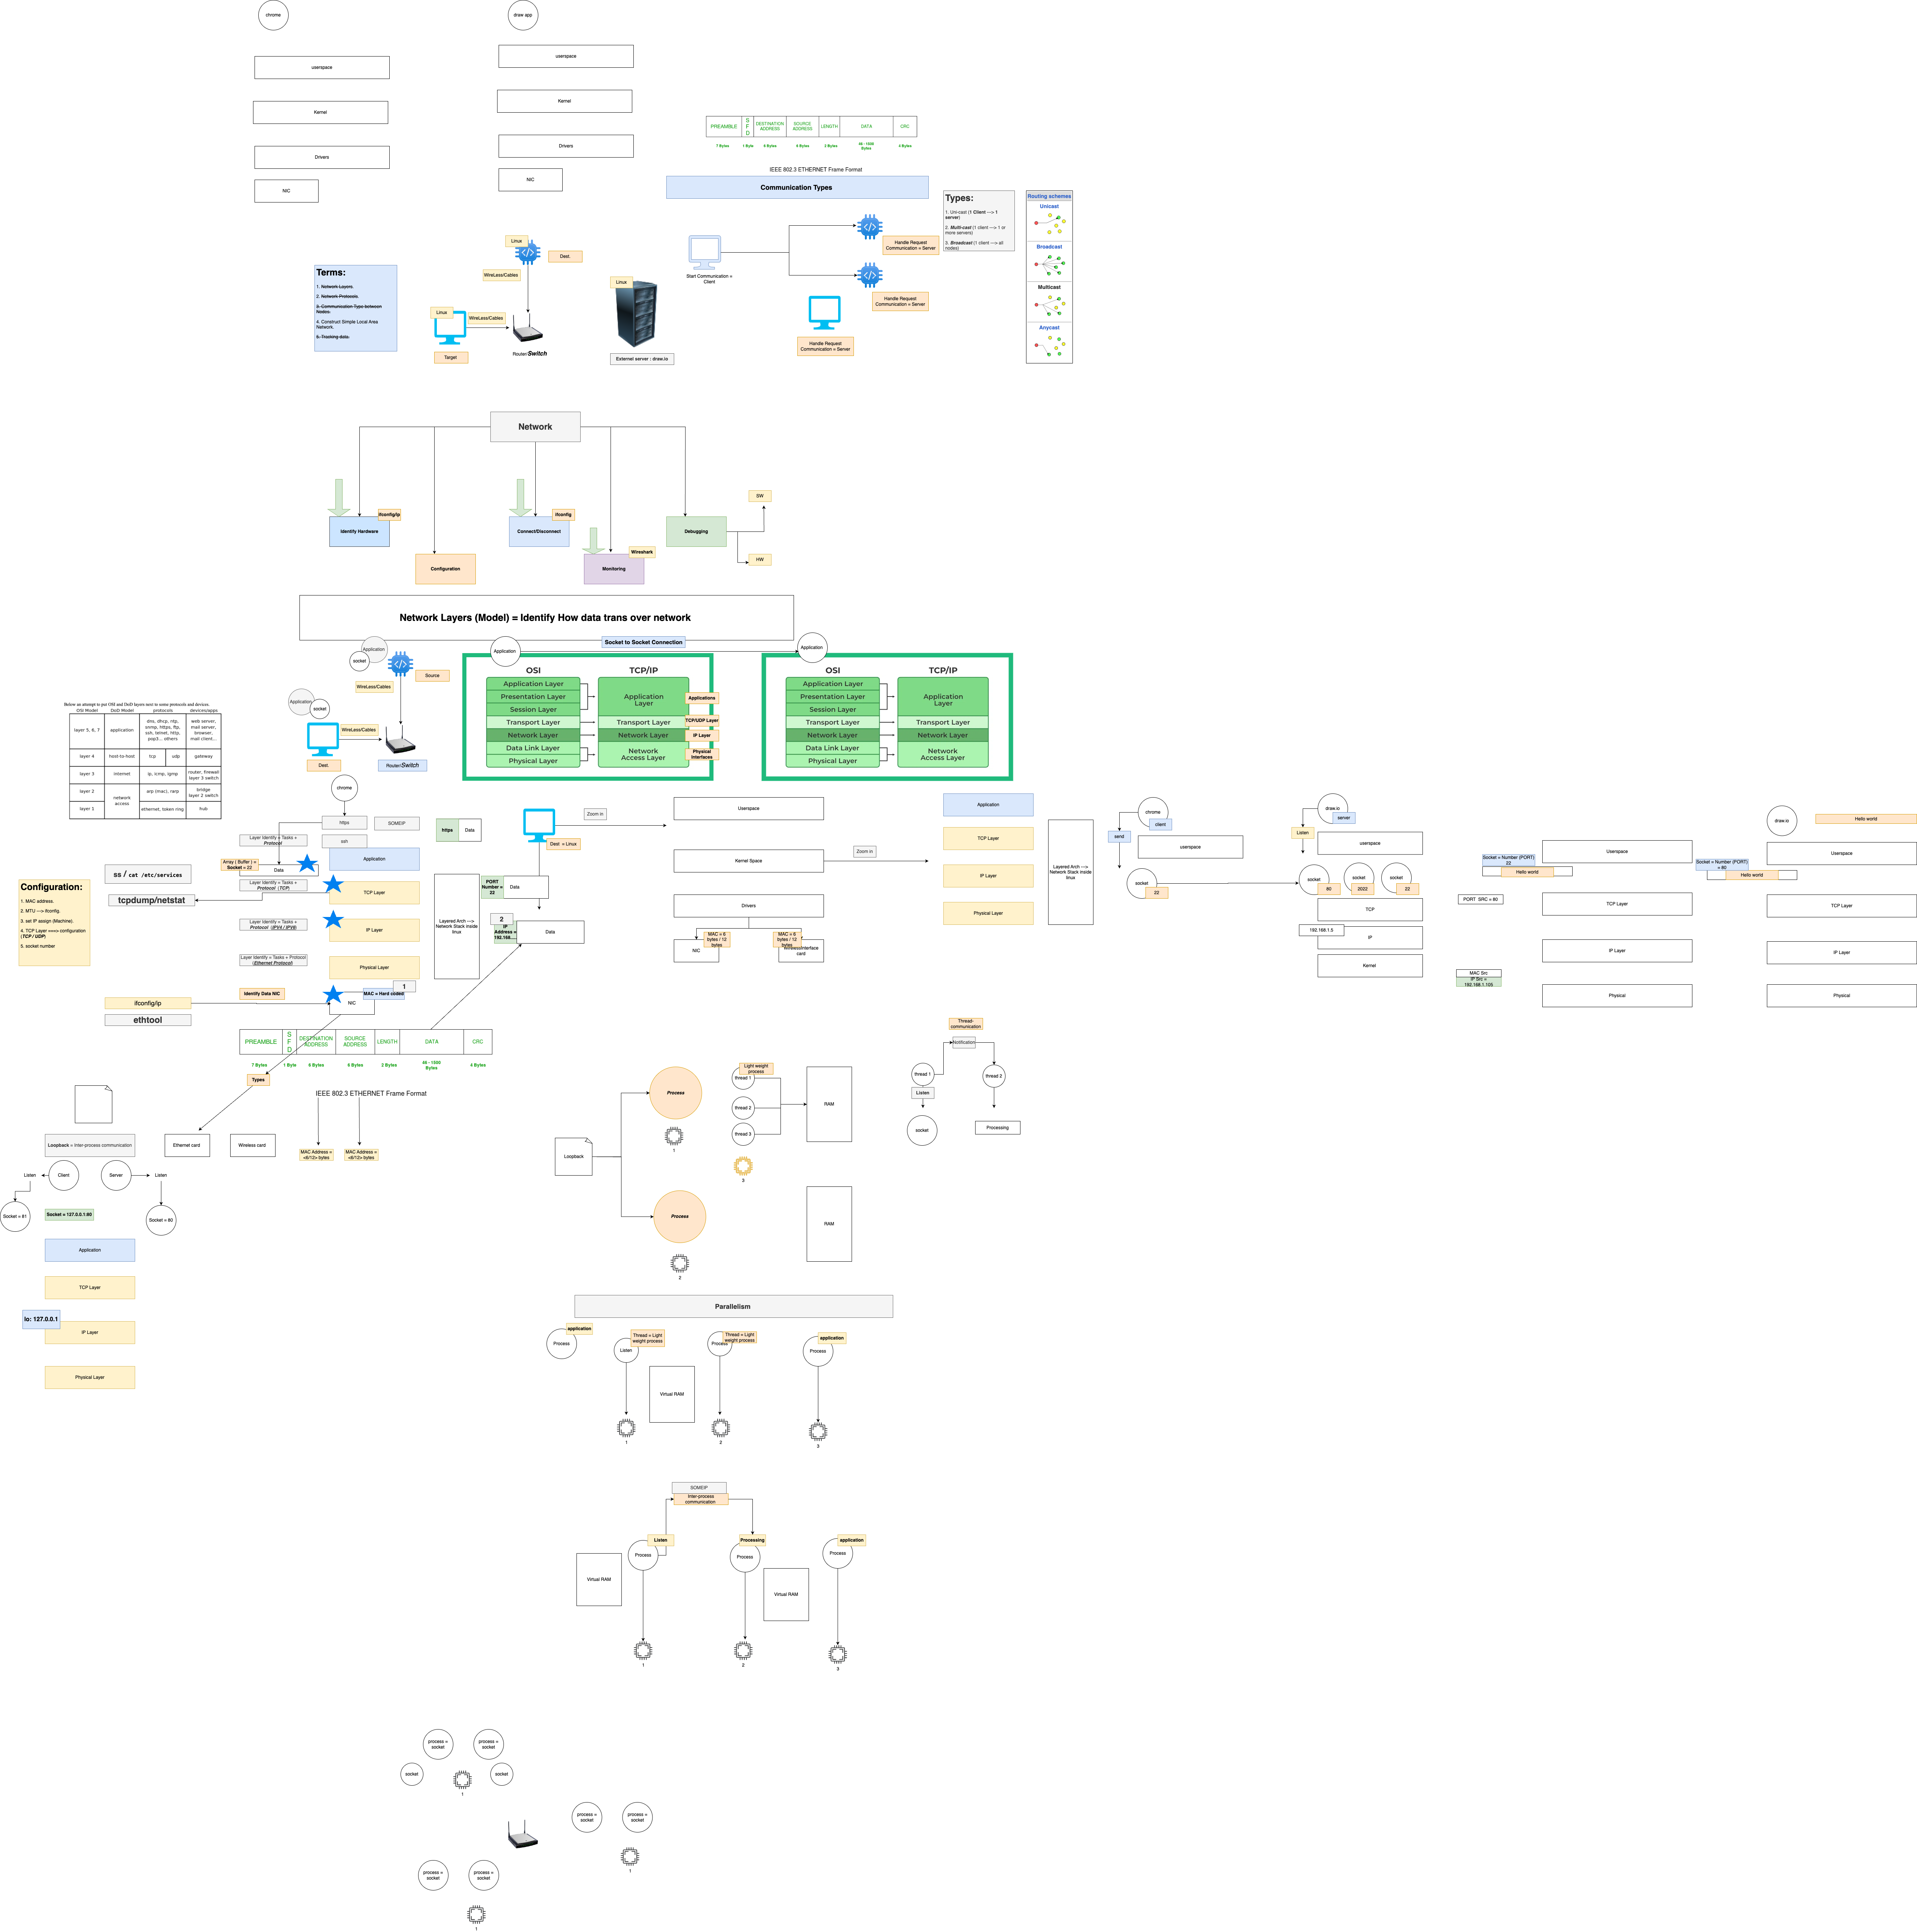 chrome
draw app
userspace
userspace
Kernel
Kernel
Drivers
Drivers
NIC
NIC
PREAMBLE
S
F
D
DESTINATION
ADDRESS
SOURCE
ADDRESS
LENGTH
DATA
CRC
7 Bytes
1 Byte
6 Bytes
6 Bytes
2-Bytes
46 - 1500
Bytes
4 Bytes
IEEE 802.3 ETHERNET Frame Format
Communication Types
Types:
1. Uni-cast (1 Client ---> 1
server)
2. Multi-cast (1 client ---> 1 or
more servers)
3. Broadcast (1 client ---> all
nodes)
Routing schemes
Unicast
Broadcast
Multicast
Anycast
Handle Request
Communication = Server
Start Communication =
Client
Handle Request
Communication = Server
Handle Request
Communication = Server
Terms:
1. Network Layers.
2. Network Protocols.
3. Communication Type between
Nodes.
4. Construct Simple Local Area
Network.
5. Tracking data.
Linux
Dest.
WireLess/Cables
Linux
WireLess/Cables
Target
Router/Switch
Linux
External server : draw.io
Network
SW
ifconfig/ip
Identify Hardware
ifconfig
Connect/Disconnect
Debugging
Wireshark
HW
Configuration
Monitoring
Network Layers (Model) = Identify How data trans over network
Socket to Socket Connection
Application
socket
Application
Application
Source
WireLess/Cables
Application
socket
WireLess/Cables
Dest.
Router/Switch
OSI
TCP/IP
Application Layer
Presentation Layer
Session Layer
Transport Layer
Network Layer
Data Link Layer
Physical Layer
Application
Layer
Transport Layer
Network Layer
Network
Access Layer
Applications
TCP/UDP Layer
IP Layer
Physical
Interfaces
OSI
TCP/IP
Application Layer
Presentation Layer
Session Layer
Transport Layer
Network Layer
Data Link Layer
Physical Layer
Application
Layer
Transport Layer
Network Layer
Network
Access Layer
Below an attempt to put OSI and DoD layers next to some protocols and devices.
OSI Model
DoD Model
protocols
devices/apps
layer 5, 6, 7
application
dns, dhcp, ntp,
snmp, https, ftp,
ssh, telnet, http,
pop3... others
web server,
mail server,
browser,
mail client,..
layer 4
host-to-host
tcp
udp
gateway
layer 3
internet
ip, icmp, igmp
router, firewall
layer 3 switch
layer 2
network
access
arp (mac), rarp
bridge
layer 2 switch
layer 1
ethernet, token ring
hub
chrome
https
SOMEIP
ssh
https
Data
Layer Identify = Tasks +
Protocol
Array ( Buffer ) =
Socket = 22
Data
Application
Layer Identify = Tasks +
Protocol (TCP)
TCP Layer
Layer Identify = Tasks +
Protocol (IPV4 / IPV6)
IP Layer
Layer Identify = Tasks + Protocol
(Ethernet Protocol)
Physical Layer
ss / cat /etc/services
tcpdump/netstat
Configuration:
1. MAC address.
2. MTU ---> ifconfig.
3. set IP assign (Machine).
4. TCP Layer ===> configuration
(TCP / UDP)
5. socket number
ifconfig/ip
ethtool
Identify Data NIC
NIC
MAC = Hard coded
1
Layered Arch --->
Network Stack inside
linux
PORT
Number =
22
Data
2
IP
Address =
192.168....
Data
Dest = Linux
Zoom in
Userspace
Kernel Space
Zoom in
Drivers
MAC = 6
bytes / 12
bytes
NIC
MAC = 6
bytes / 12
bytes
card
Application
TCP Layer
IP Layer
Physical Layer
Layered Arch --->
Network Stack inside
linux
chrome
client
send
userspace
socket
22
draw.io
server
Listen
userspace
socket
80
socket
2022
socket
22
TCP
192.168.1.5
IP
Kernel
Userspace
Socket = Number (PORT)
22
Hello world
PORT SRC = 80
TCP Layer
IP Layer
MAC Src
IP Src =
192.168.1.105
Physical
draw.io
Hello world
Userspace
Socket = Number (PORT)
= 80
Hello world
TCP Layer
IP Layer
Physical
PREAMBLE
S
F
D
DESTINATION
ADDRESS
SOURCE
ADDRESS
LENGTH
DATA
CRC
7 Bytes
1 Byte
6 Bytes
6 Bytes
2 Bytes
46 - 1500
Bytes
4 Bytes
Types
IEEE 802.3 ETHERNET Frame Format
Ethernet card
Wireless card
MAC Address =
<6/12> bytes
MAC Address =
<6/12> bytes
Loopback = Inter-process communication
Listen
Client
Server
Listen
Socket = 81
Socket = 127.0.0.1:80
Socket = 80
Application
TCP Layer
lo: 127.0.0.1
IP Layer
Physical Layer
Loopback
Process
1
Process
2
Light weight
process
thread 1
thread 2
thread 3
3
RAM
RAM
Thread-
communication
Notification
thread 1
thread 2
Listen
socket
Processing
Parallelism
application
Process
Thread = Light
weight process
Listen
Thread = Light
weight process
Process
application
Process
Virtual RAM
1
2
3
SOMEIP
Inter-process
communication
Listen
Process
Processing
Process
application
Process
Virtual RAM
Virtual RAM
1
2
3
process =
socket
process =
socket
socket
socket
1
process =
socket
process =
socket
1
process =
socket
process =
socket
1